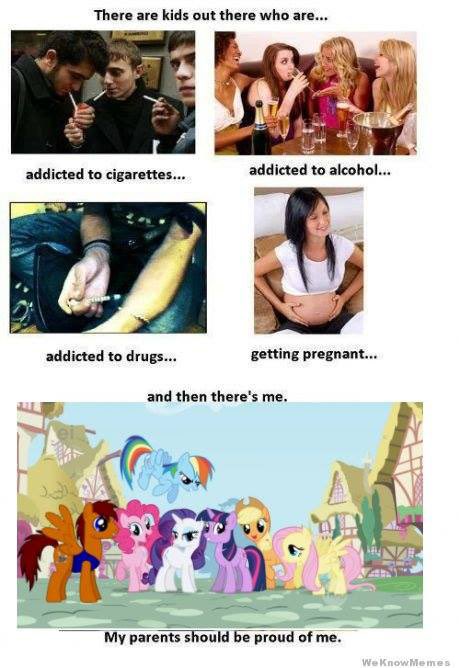 There are kids out there who are...
addicted to cigarettes...
addicted to alcohol...
addicted to drugs...
getting pregnant...
and then there's me.
My parents should be proud of me.
WeKnowMemes